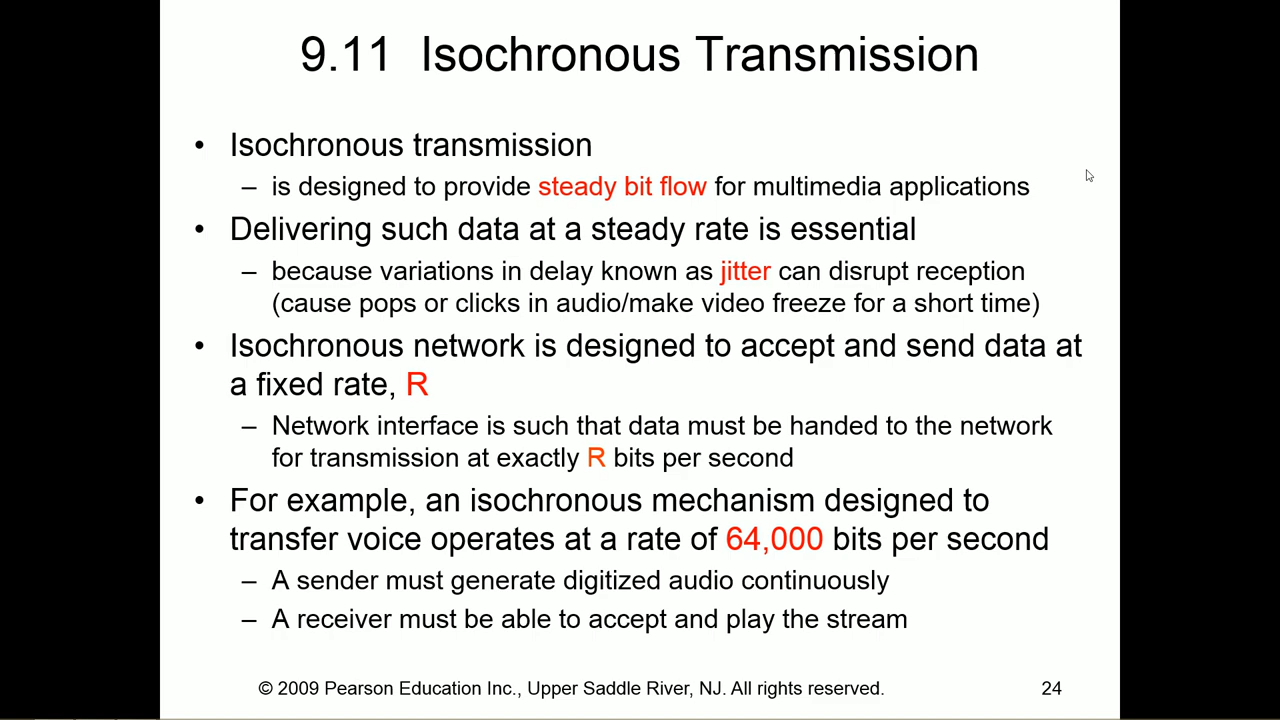 9.11 Isochronous Transmission
• Isochronous transmission
– is designed to provide steady bit flow for multimedia applications
• Delivering such data at a steady rate is essential
– because variations in delay known as jitter can disrupt reception
(cause pops or clicks in audio/make video freeze for a short time)
• Isochronous network is designed to accept and send data at
a fixed rate, R
– Network interface is such that data must be handed to the network
for transmission at exactly R bits per second
• For example, an isochronous mechanism designed to
transfer voice operates at a rate of 64,000 bits per second
– A sender must generate digitized audio continuously
– A receiver must be able to accept and play the stream
© 2009 Pearson Education Inc., Upper Saddle River, NJ. All rights reserved.
24